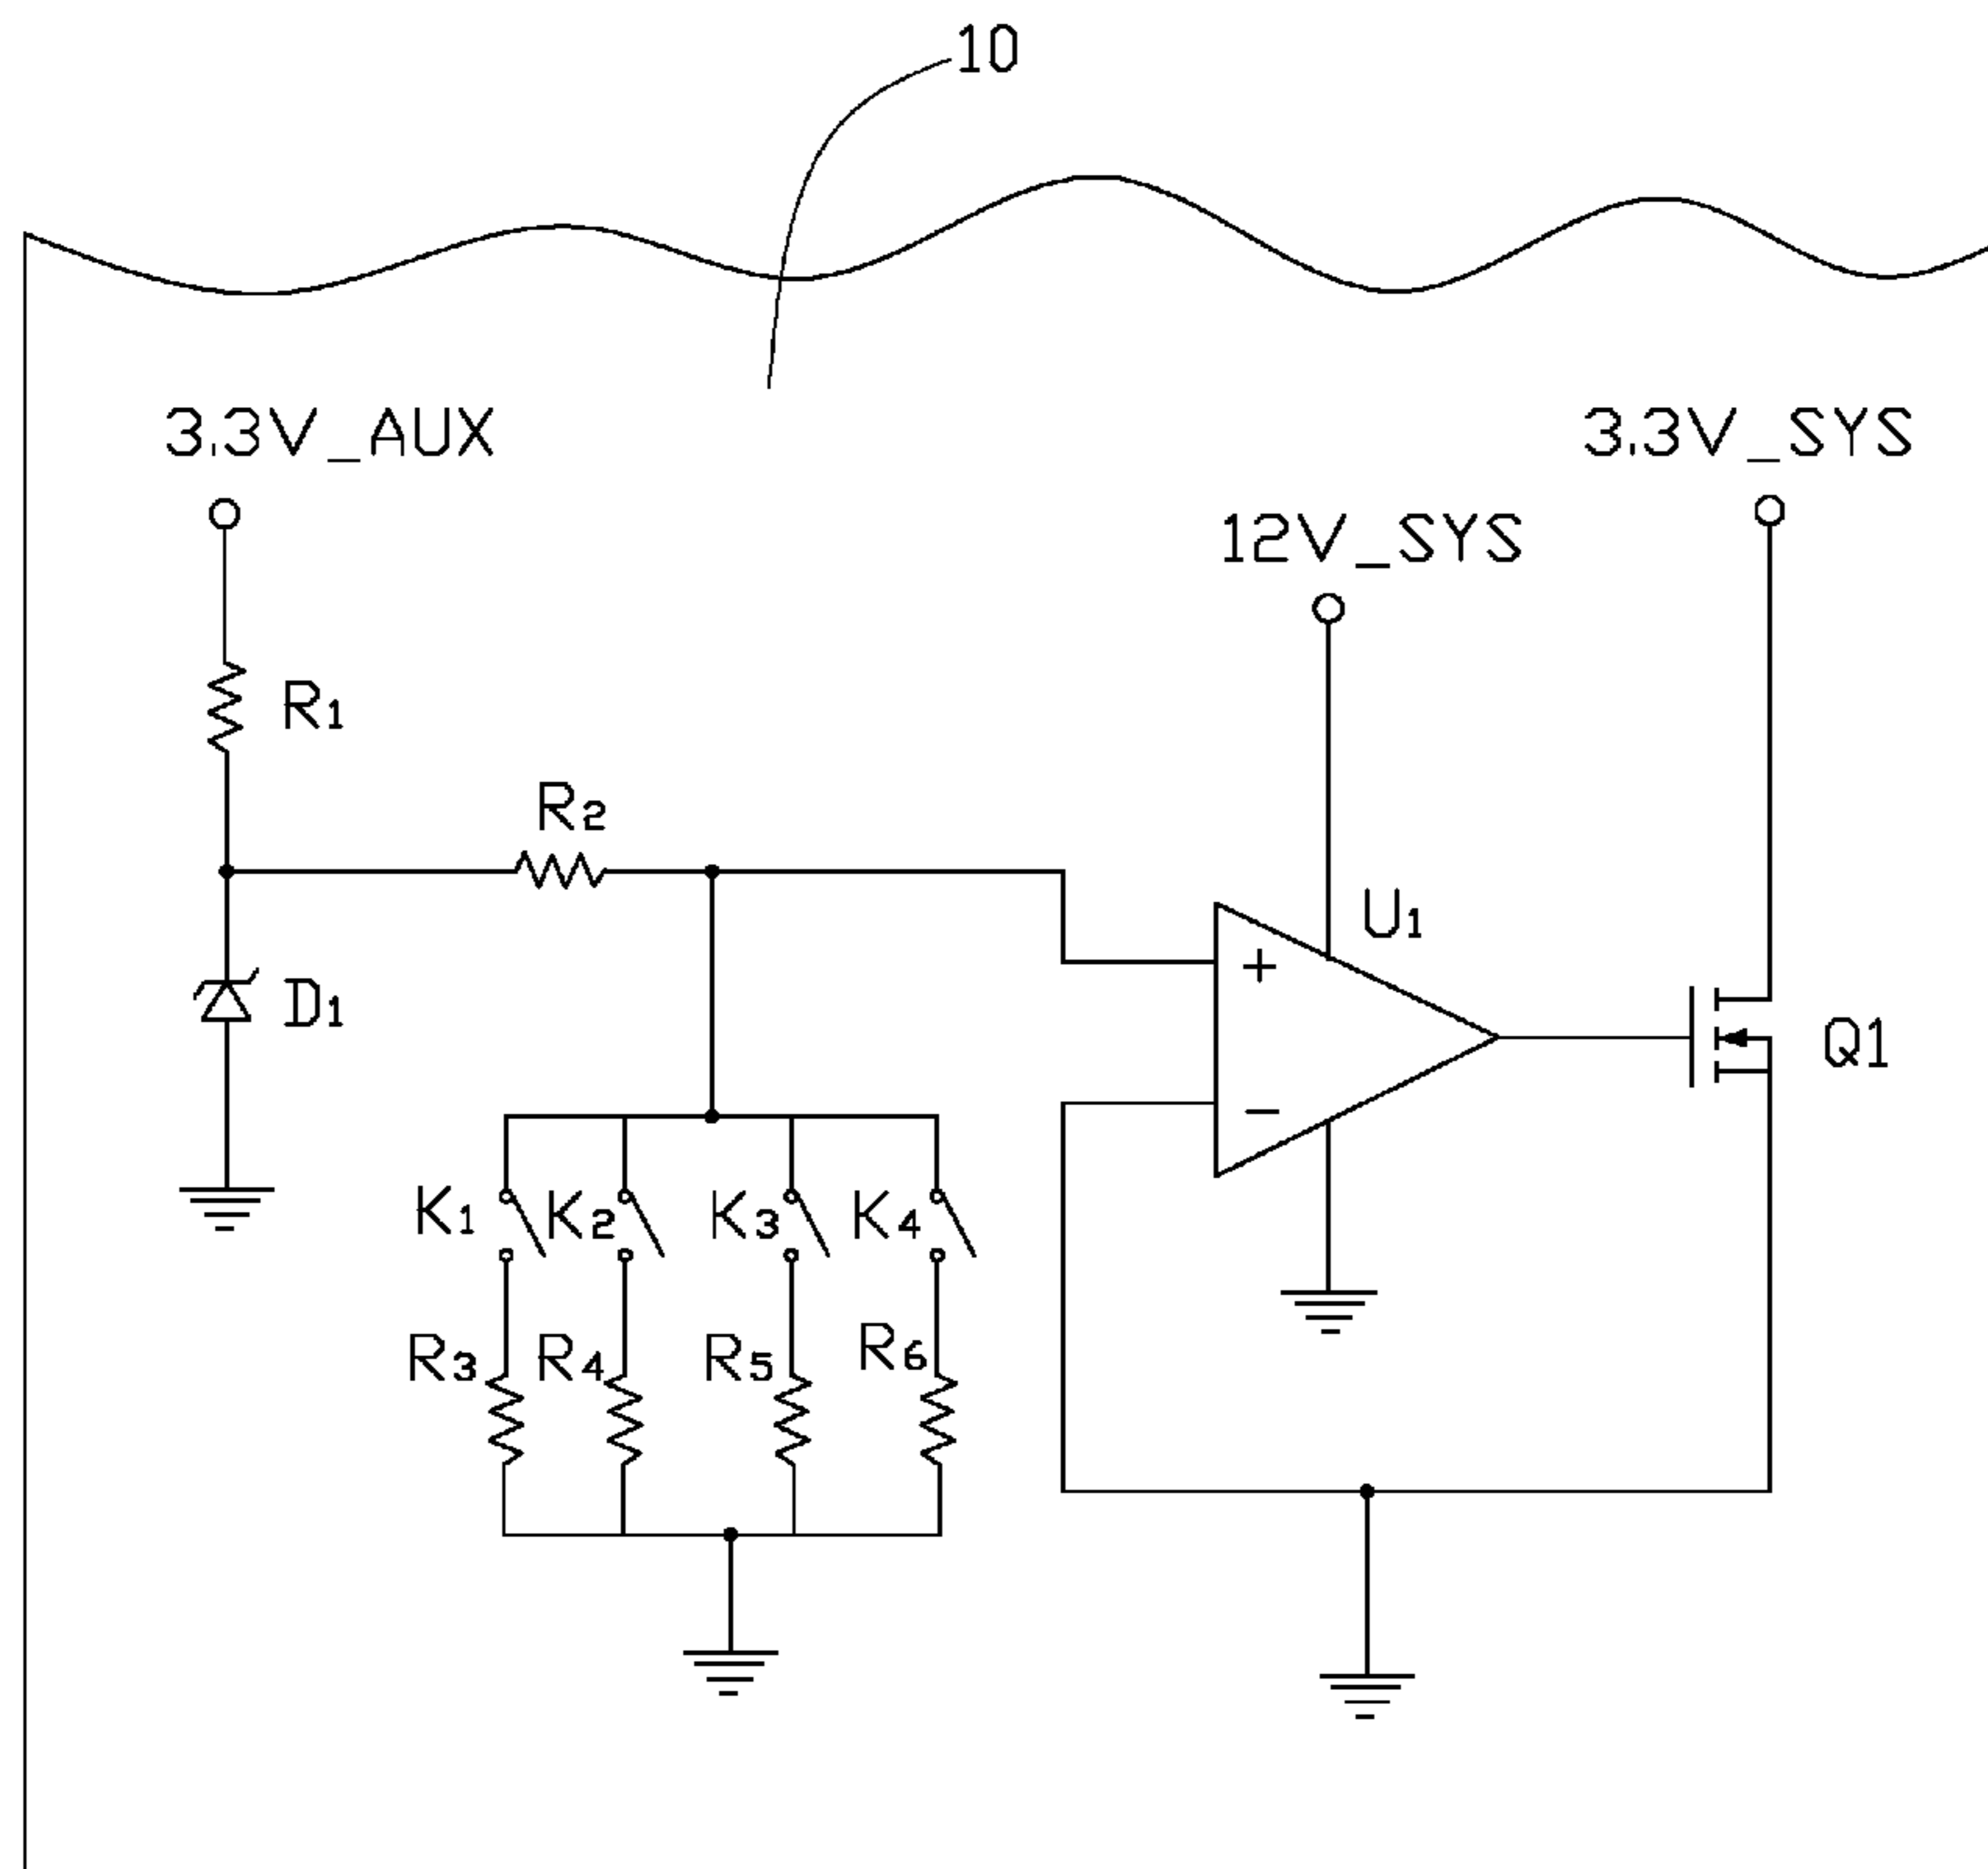 10
3.3V_AUX
3.3V_SYS
12V_SYS
R1
R2
U1
+
D1
Q1
-
K1
K2
K3
K4
R3
R4
R5
R6